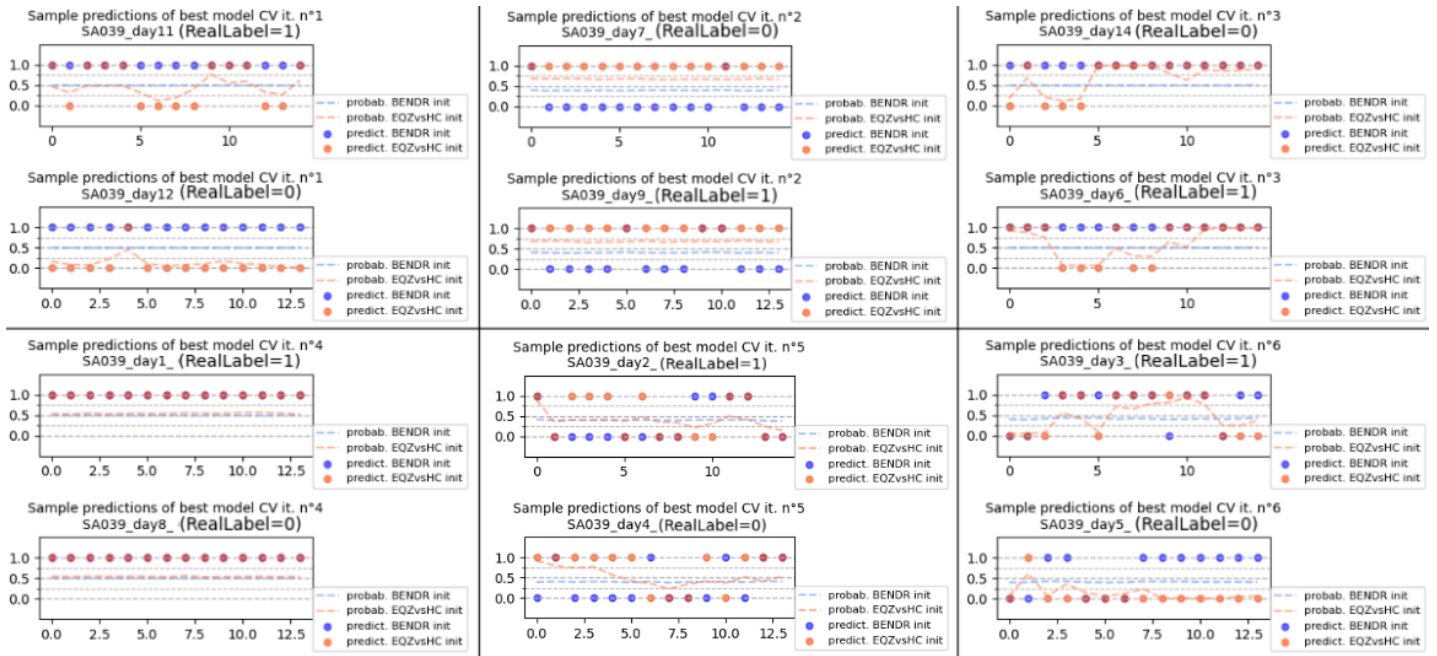 Sample predictions of best model CV it. n°1
SA039_day11 (RealLabel=1)
1.0
0.5
0.0
0
5
10
probab. BENDR init
probab. EQZvsHC init
predict. BENDR init
predict. EQZvsHC init
Sample predictions of best model CV it. n°1
SA039_day12 (RealLabel=0)
1.0
0.5
0.0
0.0 2.5 5.0 7.5 10.0 12.5
probab. BENDR init
probab. EQZvsHC init
predict. BENDR init
predict. EQZvsHC init
Sample predictions of best model CV it. n°2
SA039_day7_ (RealLabel=0)
1.0
0.5
0.0
0 5 10
probab. BENDR init
probab. EQZvsHC init
predict. BENDR init
predict. EQZvsHC init
Sample predictions of best model CV it. n°2
SA039_day9_ (RealLabel=1)
1.0
0.5
0.0
0.0 2.5 5.0 7.5 10.0 12.5
probab. BENDR init
probab. EQZvsHC init
predict. BENDR init
predict. EQZvsHC init
Sample predictions of best model CV it. n°3
SA039_day14 (RealLabel=0)
1.0
0.5
0.0
0 5 10
probab. BENDR init
probab. EQZvsHC init
predict. BENDR init
predict. EQZvsHC init
Sample predictions of best model CV it. n°3
SA039_day6_ (RealLabel=1)
1.0
0.5
0.0
0 5 10
probab. BENDR init
probab. EQZvsHC init
predict. BENDR init
predict. EQZvsHC init
Sample predictions of best model CV it. n°4
SA039_day1_ (RealLabel=1)
1.0
0.5
0.0
0.0 2.5 5.0 7.5 10.0 12.5
probab. BENDR init
probab. EQZvsHC init
predict. BENDR init
predict. EQZvsHC init
Sample predictions of best model CV it. n°4
SA039_day8_ (RealLabel=0)
1.0
0.5
0.0
0.0 2.5 5.0 7.5 10.0 12.5
probab. BENDR init
probab. EQZvsHC init
predict. BENDR init
predict. EQZvsHC init
Sample predictions of best model CV it. n°5
SA039_day2_ (RealLabel=1)
1.0
0.5
0.0
0 5 10
probab. BENDR init
probab. EQZvsHC init
predict. BENDR init
predict. EQZvsHC init
Sample predictions of best model CV it. n°5
SA039_day4_ (RealLabel=0)
1.0
0.5
0.0
0.0 2.5 5.0 7.5 10.0 12.5
probab. BENDR init
probab. EQZvsHC init
predict. BENDR init
predict. EQZvsHC init
Sample predictions of best model CV it. n°6
SA039_day3_ (RealLabel=1)
1.0
0.5
0.0
0 5 10
probab. BENDR init
probab. EQZvsHC init
predict. BENDR init
predict. EQZvsHC init
Sample predictions of best model CV it. n°6
SA039_day5_ (RealLabel=0)
1.0
0.5
0.0
0.0 2.5 5.0 7.5 10.0 12.5
probab. BENDR init
probab. EQZvsHC init
predict. BENDR init
predict. EQZvsHC init